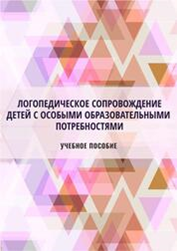 ЛОГОПЕДИЧЕСКОЕ СОПРОВОЖДЕНИЕ
ДЕТЕЙ С ОСОБЫМИ ОБРАЗОВАТЕЛЬНЫМИ
ПОТРЕБНОСТЯМИ
УЧЕБНОЕ ПОСОБИЕ